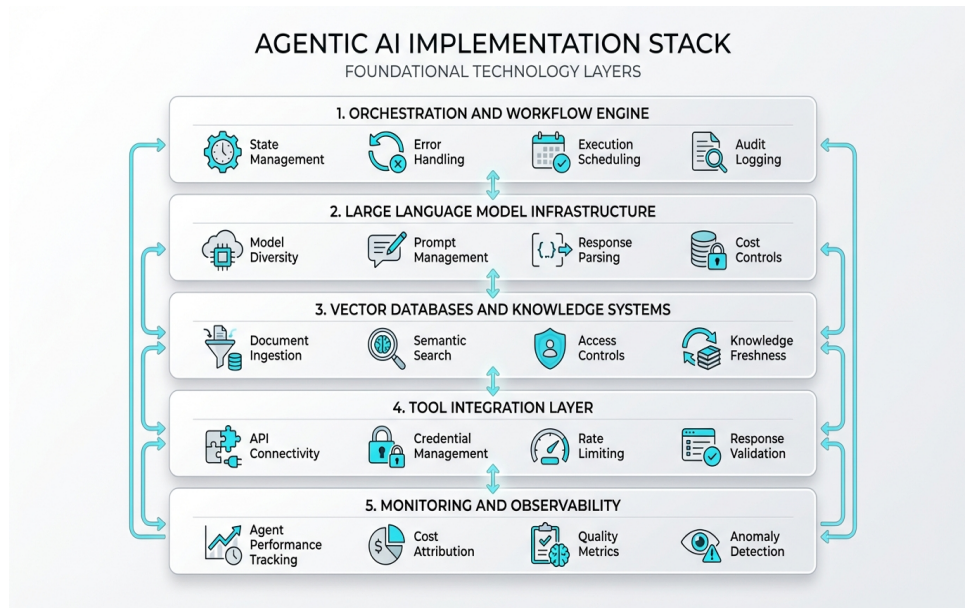 AGENTIC AI IMPLEMENTATION STACK
FOUNDATIONAL TECHNOLOGY LAYERS
1. ORCHESTRATION AND WORKFLOW ENGINE
State
Management
Error
Handling
Execution
Scheduling
Audit
Logging
2. LARGE LANGUAGE MODEL INFRASTRUCTURE
Model
Diversity
Prompt
Management
Response
Parsing
Cost
Controls
3. VECTOR DATABASES AND KNOWLEDGE SYSTEMS
Document
Ingestion
Semantic
Search
Access
Controls
Knowledge
Freshness
4. TOOL INTEGRATION LAYER
API
Connectivity
Credential
Management
Rate
Limiting
Response
Validation
5. MONITORING AND OBSERVABILITY
Agent
Performance
Tracking
$
Cost
Attribution
Quality
Metrics
Anomaly
Detection